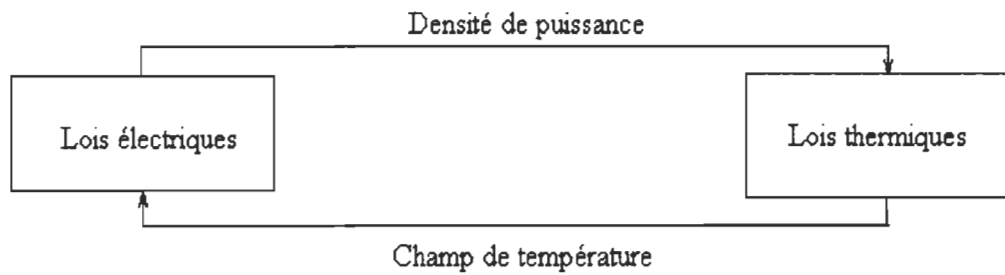 Densité de puissance
Lois électriques
Lois thermiques
Champ de température